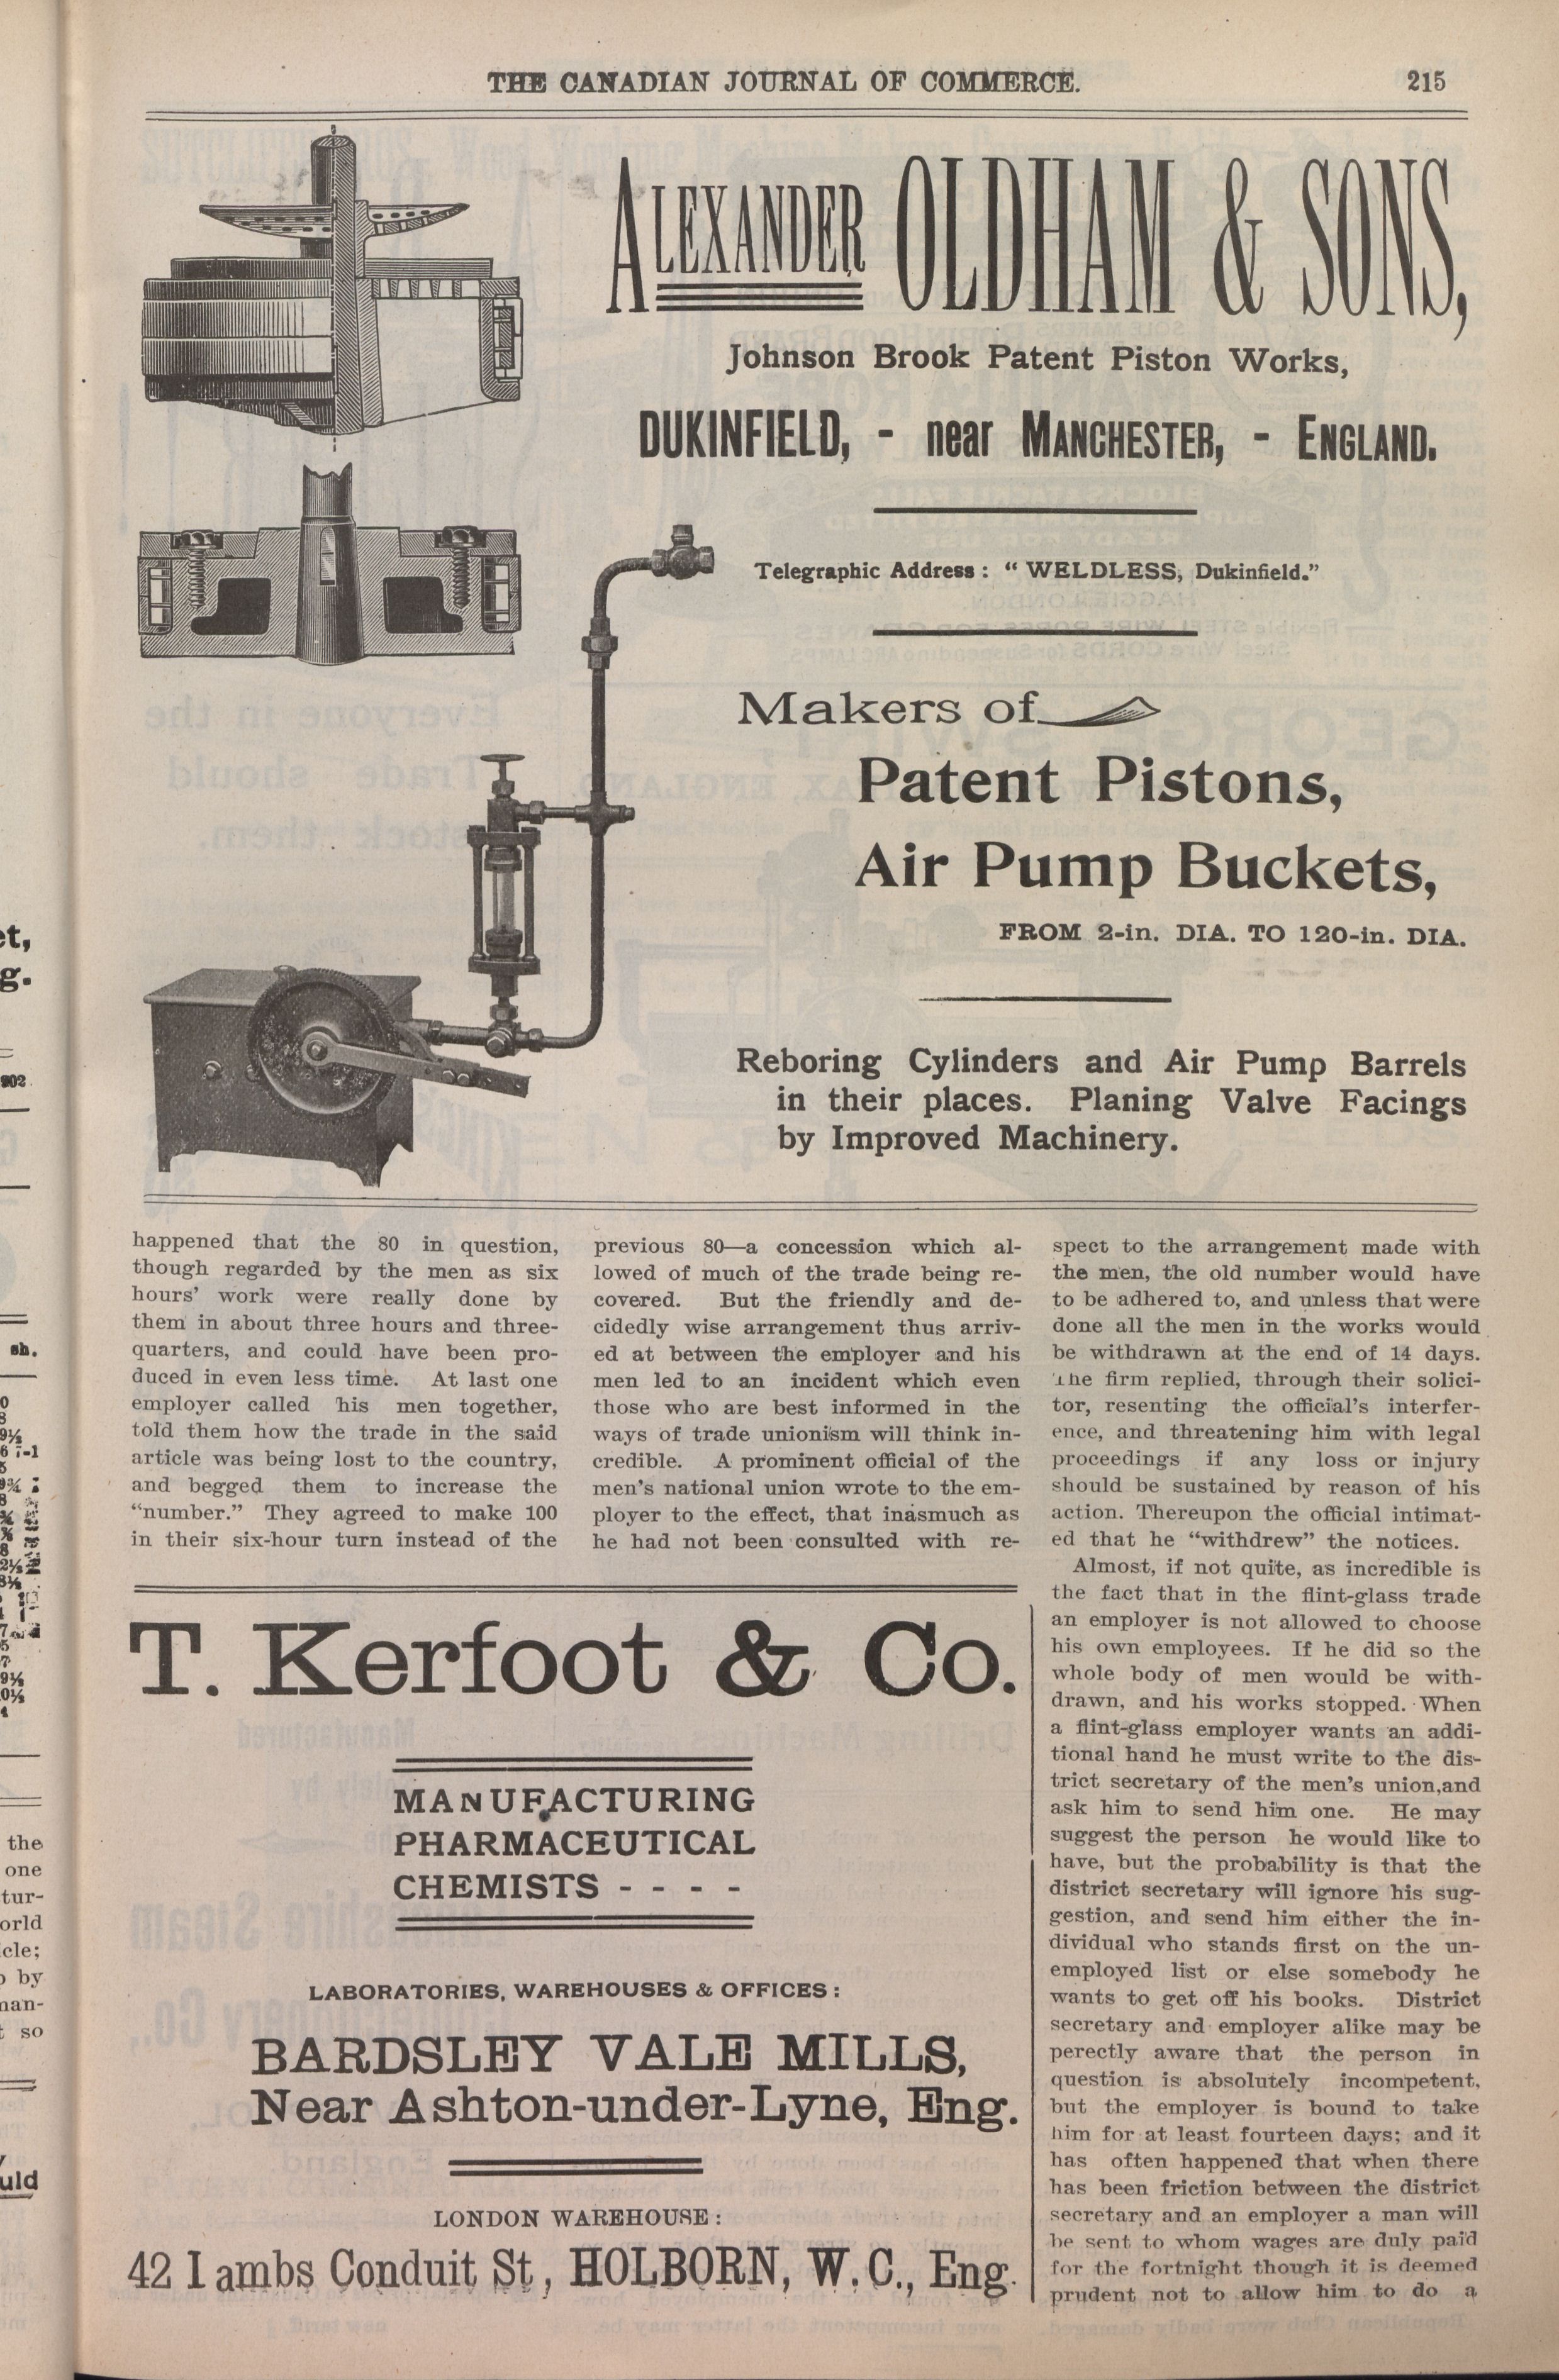 THE CANADIAN JOURNAL OF COMMERCE. 215
ALEXANDER OLDHAM & SONS,
Johnson Brook Patent Piston Works,
DUKINFIELD, - near MANCHESTER, - ENGLAND.
Telegraphic Address: "WELDLESS, Dukinfield."
Makers of
Patent Pistons,
Air Pump Buckets,
FROM 2-in. DIA. TO 120-in. DIA.
Reboring Cylinders and Air Pump Barrels
in their places. Planing Valve Facings
by Improved Machinery.
happened that the 80 in question,
though regarded by the men as six
hours' work were really done by
them in about three hours and three-
quarters, and could have been pro-
duced in even less time. At last one
employer called his men together,
told them how the trade in the said
article was being lost to the country,
and begged them to increase the
"number." They agreed to make 100
in their six-hour turn instead of the
previous 80—a concession which al-
lowed of much of the trade being re-
covered. But the friendly and de-
cidedly wise arrangement thus arriv-
ed at between the employer and his
men led to an incident which even
those who are best informed in the
ways of trade unionism will think in-
credible. A prominent official of the
men's national union wrote to the em-
ployer to the effect, that inasmuch as
he had not been consulted with re-
spect to the arrangement made with
the men, the old number would have
to be adhered to, and unless that were
done all the men in the works would
be withdrawn at the end of 14 days.
The firm replied, through their solici-
tor, resenting the official's interfer-
ence, and threatening him with legal
proceedings if any loss or injury
should be sustained by reason of his
action. Thereupon the official intimat-
ed that he "withdrew" the notices.
Almost, if not quite, as incredible is
the fact that in the flint-glass trade
an employer is not allowed to choose
his own employees. If he did so the
whole body of men would be with-
drawn, and his works stopped. When
a flint-glass employer wants an addi-
tional hand he must write to the dis-
trict secretary of the men's union,and
ask him to send him one. He may
suggest the person he would like to
have, but the probability is that the
district secretary will ignore his sug-
gestion, and send him either the in-
dividual who stands first on the un-
employed list or else somebody he
wants to get off his books. District
secretary and employer alike may be
perectly aware that the person in
question is absolutely incompetent,
but the employer is bound to take
him for at least fourteen days; and it
has often happened that when there
has been friction between the district
secretary and an employer a man will
be sent to whom wages are duly paid
for the fortnight though it is deemed
prudent not to allow him to do a
T. Kerfoot & Co.
MANUFACTURING
PHARMACEUTICAL
CHEMISTS - - - -
LABORATORIES, WAREHOUSES & OFFICES:
BARDSLEY VALE MILLS,
Near Ashton-under-Lyne, Eng.
LONDON WAREHOUSE:
42 Lambs Conduit St, HOLBORN, W. C., Eng.